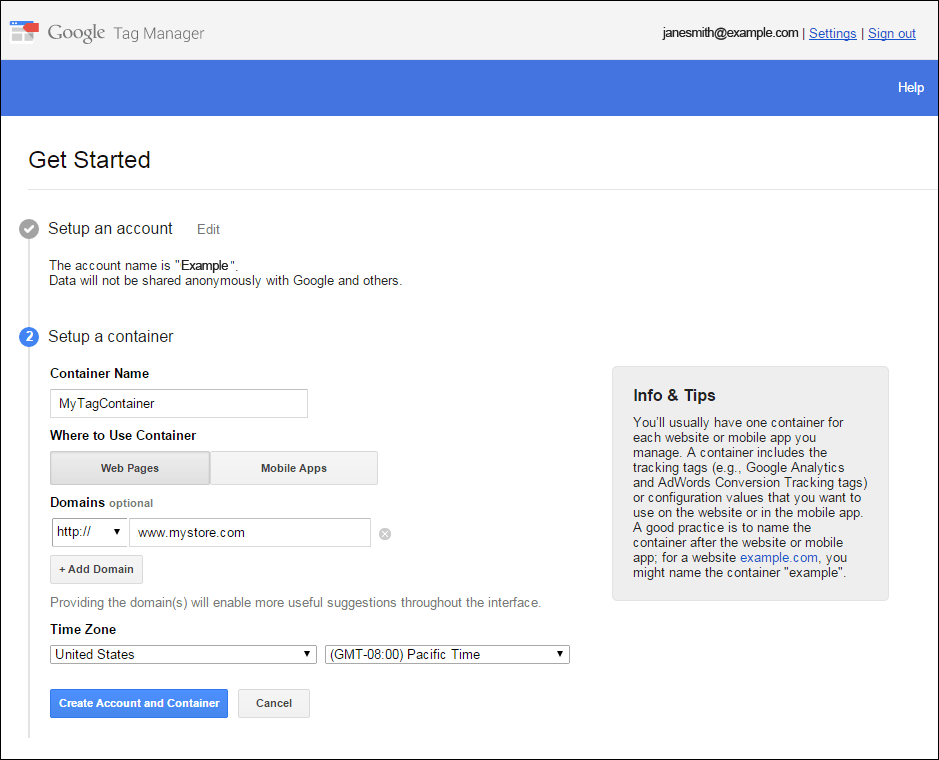 Google Tag Manager
janesmith@example.com | Settings | Sign out
Help
Get Started
Setup an account Edit
The account name is "Example".
Data will not be shared anonymously with Google and others.
2 Setup a container
Container Name
MyTagContainer
Where to Use Container
Web Pages Mobile Apps
Domains optional
http:// www.mystore.com
+ Add Domain
Providing the domain(s) will enable more useful suggestions throughout the interface.
Time Zone
United States (GMT-08:00) Pacific Time
Create Account and Container Cancel
Info & Tips
You'll usually have one container for
each website or mobile app you
manage. A container includes the
tracking tags (e.g., Google Analytics
and AdWords Conversion Tracking tags)
or configuration values that you want to
use on the website or in the mobile app.
A good practice is to name the
container after the website or mobile
app; for a website example.com, you
might name the container "example".